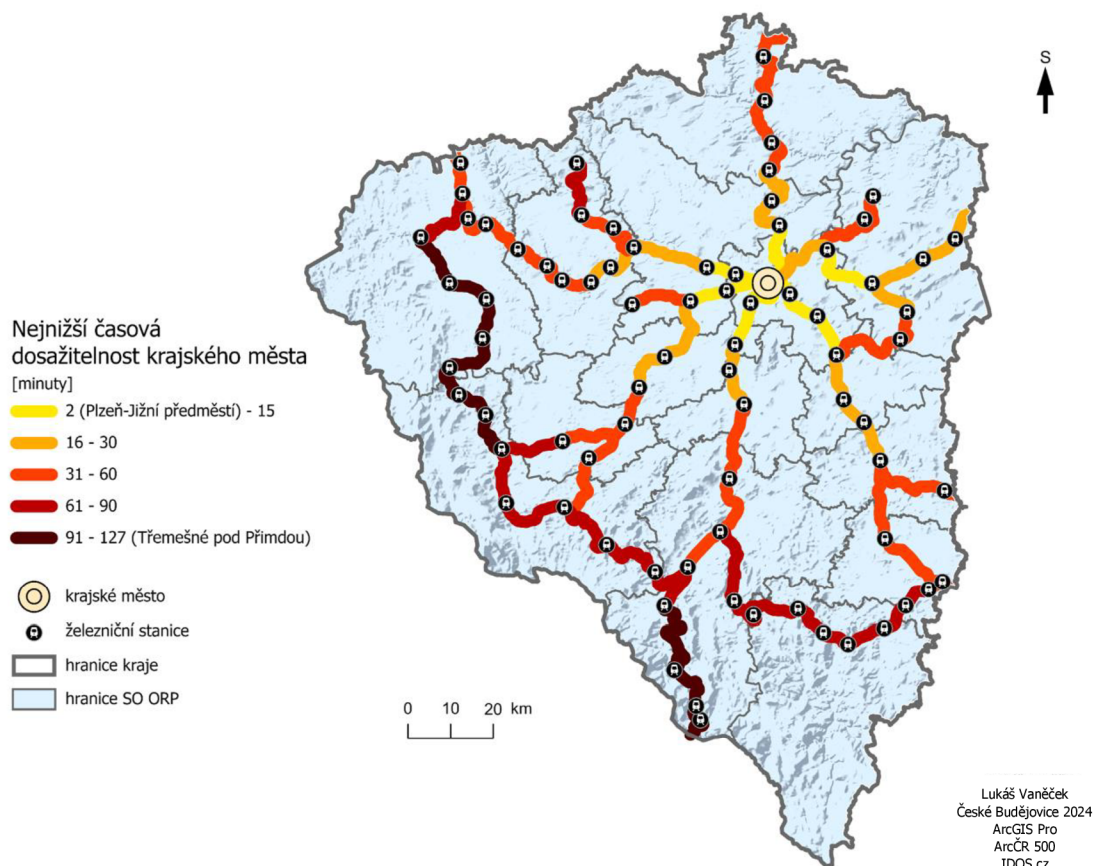 S
Nejnižší časová
dosažitelnost krajského města
[minuty]
2 (Plzeň-Jižní předměstí) - 15
16 - 30
31 - 60
61 - 90
91 - 127 (Třemešné pod Přimdou)
krajské město
železniční stanice
hranice kraje
hranice SO ORP
0 10 20 km
Lukáš Vaněček
České Budějovice 2024
ArcGIS Pro
ArcČR 500
IDOS.cz